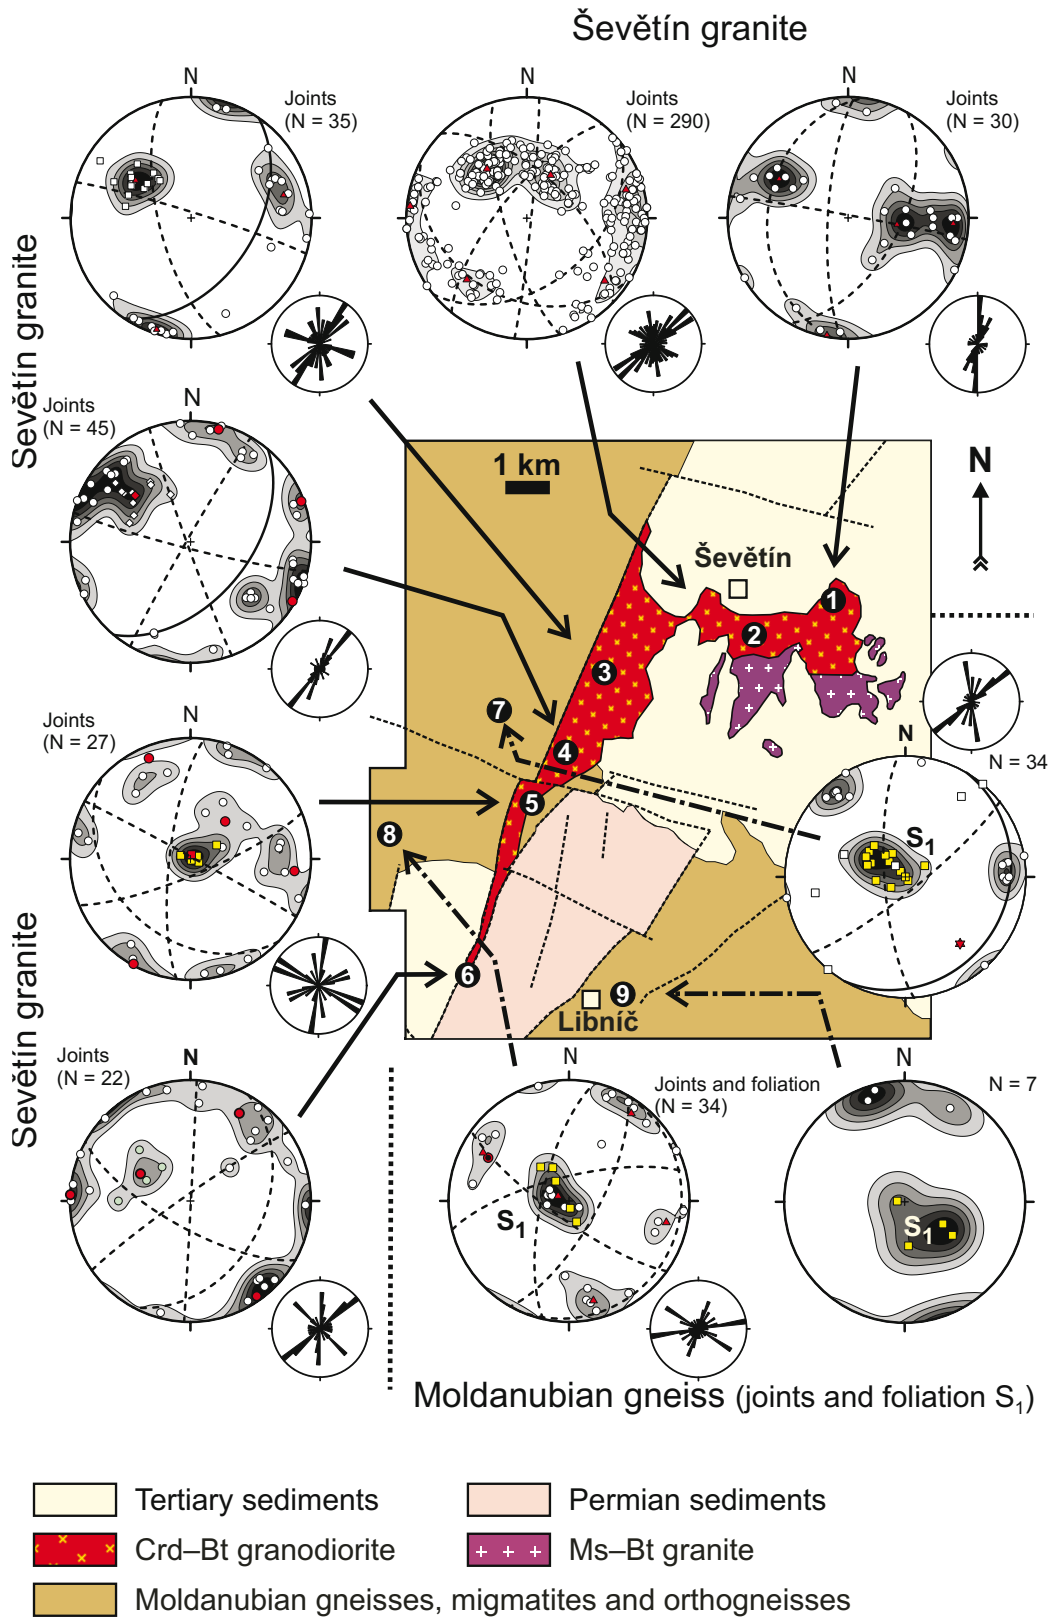 Ševětín granite
N
Joints
(N = 35)
N
Joints
(N = 290)
N
Joints
(N = 30)
Ševětín granite
N
Joints
(N = 45)
1 km
N
Ševětín
1
2
3
7
4
5
8
6
9
Libníč
N
Joints
(N = 27)
N
N = 34
S1
Ševětín granite
N
Joints
(N = 22)
N
Joints and foliation
(N = 34)
S1
N
N = 7
S1
Moldanubian gneiss (joints and foliation S1)
Tertiary sediments
Permian sediments
Crd–Bt granodiorite
Ms–Bt granite
Moldanubian gneisses, migmatites and orthogneisses